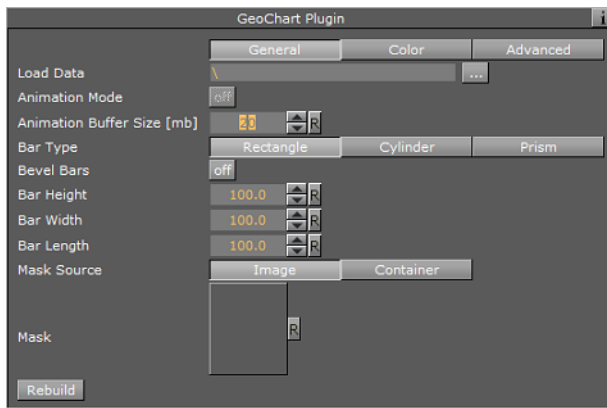 GeoChart Plugin i
General Color Advanced
Load Data \ ...
Animation Mode off
Animation Buffer Size [mb] 20 R
Bar Type Rectangle Cylinder Prism
Bevel Bars off
Bar Height 100.0 R
Bar Width 100.0 R
Bar Length 100.0 R
Mask Source Image Container
Mask R
Rebuild